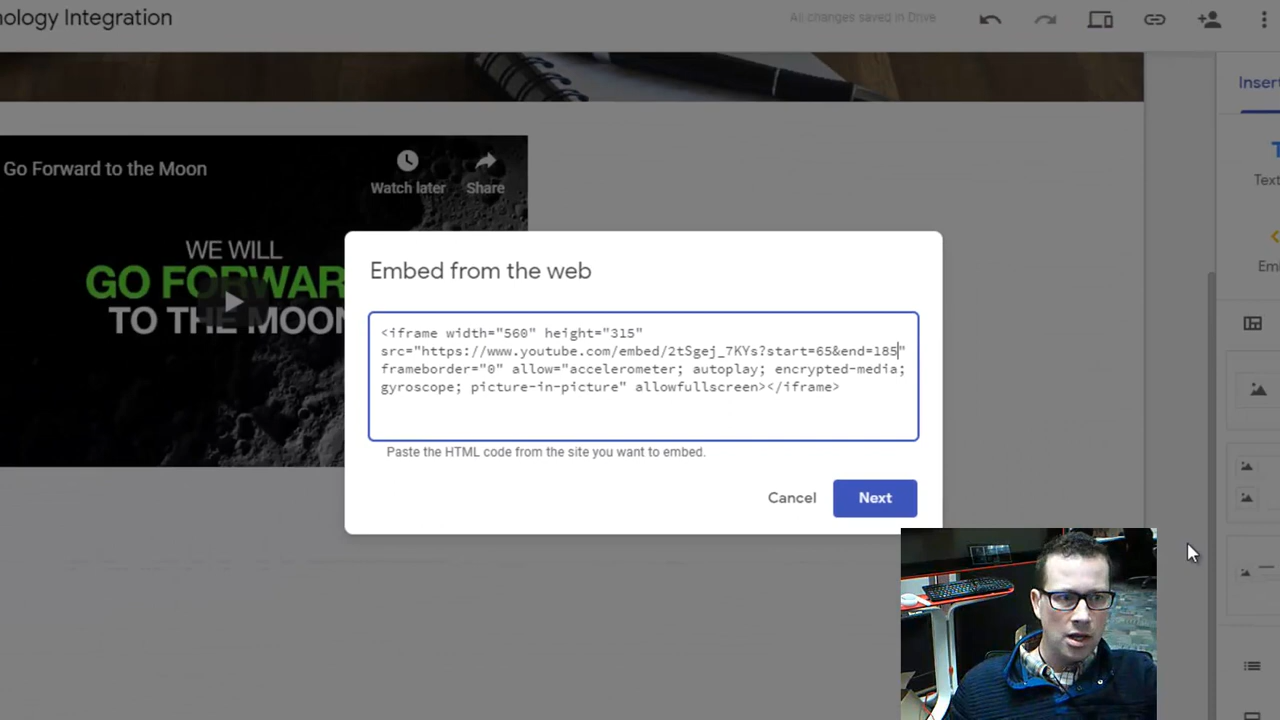 nology Integration
All changes saved in Drive
Inser
Go Forward to the Moon
Watch later
Share
Text
WE WILL
GO FORWAR
TO THE MOON
Em
Embed from the web
<iframe width="560" height="315"
src="https://www.youtube.com/embed/2tSgej_7KYs?start=65&end=185"
frameborder="0" allow="accelerometer; autoplay; encrypted-media;
gyroscope; picture-in-picture" allowfullscreen></iframe>
Paste the HTML code from the site you want to embed.
Cancel
Next